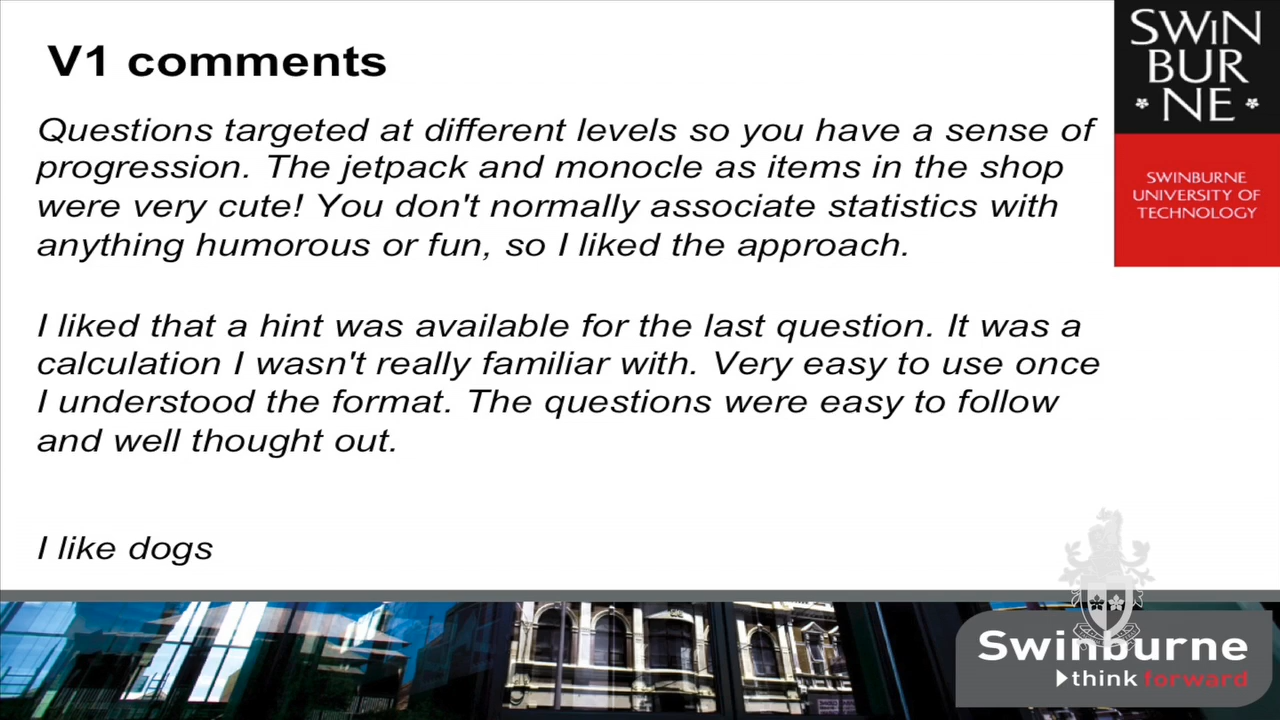 V1 comments
Questions targeted at different levels so you have a sense of
progression. The jetpack and monocle as items in the shop
were very cute! You don't normally associate statistics with
anything humorous or fun, so I liked the approach.
I liked that a hint was available for the last question. It was a
calculation I wasn't really familiar with. Very easy to use once
I understood the format. The questions were easy to follow
and well thought out.
I like dogs
SWiN
BUR
NE
SWINBURNE
UNIVERSITY OF
TECHNOLOGY
Swinburne
think forward